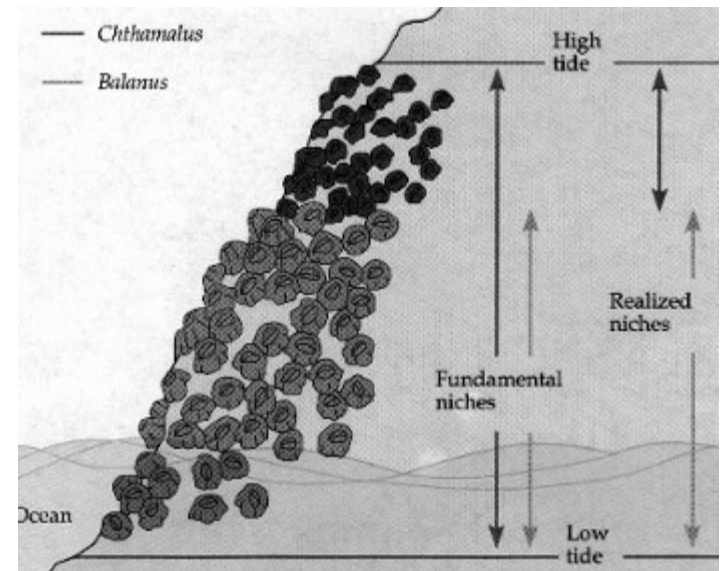 Chthamalus
Balanus
High
tide
Realized
niches
Fundamental
niches
Ocean
Low
tide